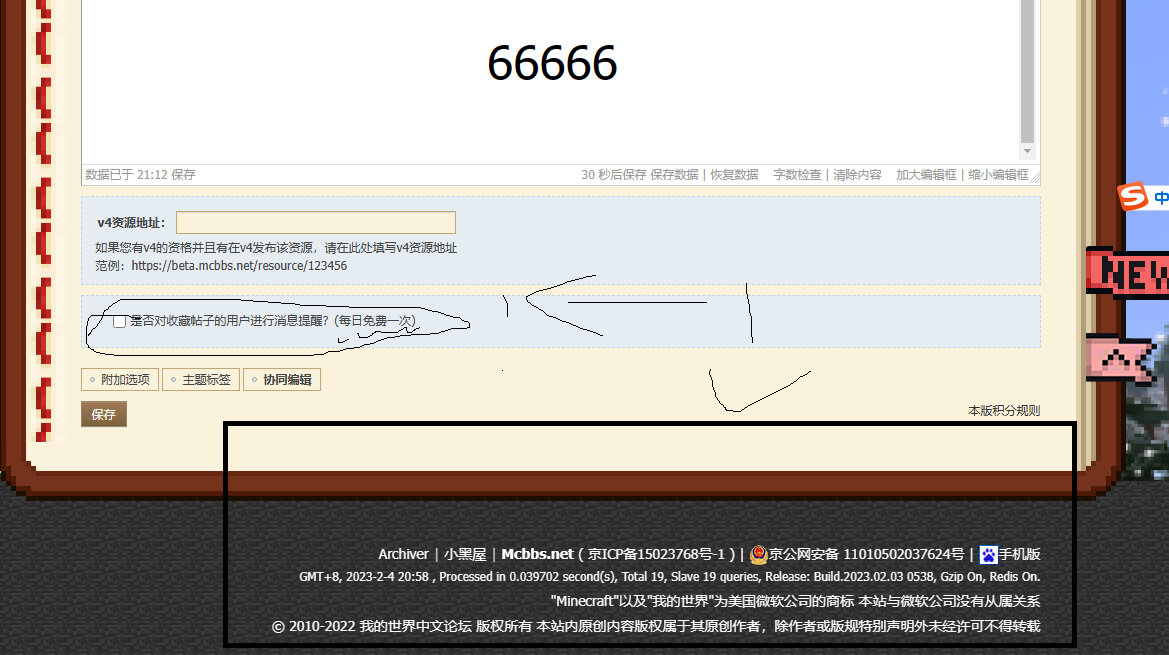 66666
数据已于 21:12 保存
30 秒后保存 保存数据 | 恢复数据 字数检查 | 清除内容 加大编辑框 | 缩小编辑框
中
v4资源地址:
如果您有v4的资格并且有在v4发布该资源，请在此处填写v4资源地址
范例：https://beta.mcbbs.net/resource/123456
NEW
是否对收藏帖子的用户进行消息提醒?（每日免费一次）
附加选项 主题标签 协同编辑
保存
本版积分规则
Archiver | 小黑屋 | Mcbbs.net ( 京ICP备15023768号-1 ) | 京公网安备 11010502037624号 | 手机版
GMT+8, 2023-2-4 20:58 , Processed in 0.039702 second(s), Total 19, Slave 19 queries, Release: Build.2023.02.03 0538, Gzip On, Redis On.
"Minecraft"以及"我的世界"为美国微软公司的商标 本站与微软公司没有从属关系
© 2010-2022 我的世界中文论坛 版权所有 本站内原创内容版权属于其原创作者，除作者或版规特别声明外未经许可不得转载